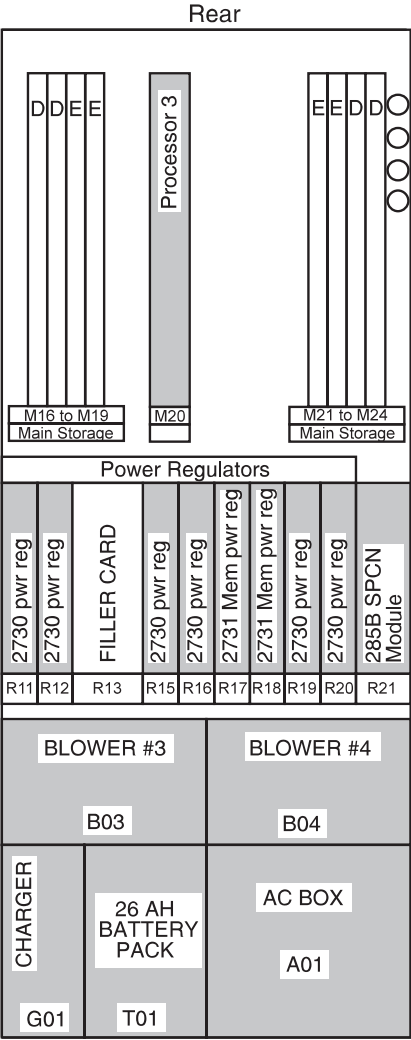 Rear
D D E E
Processor 3
E E D D
M16 to M19
Main Storage
M20
M21 to M24
Main Storage
Power Regulators
2730 pwr reg
2730 pwr reg
FILLER CARD
2730 pwr reg
2730 pwr reg
2731 Mem pwr reg
2731 Mem pwr reg
2730 pwr reg
2730 pwr reg
285B SPCN
Module
R11 R12 R13 R15 R16 R17 R18 R19 R20 R21
BLOWER #3
B03
BLOWER #4
B04
CHARGER
G01
26 AH
BATTERY
PACK
T01
AC BOX
A01